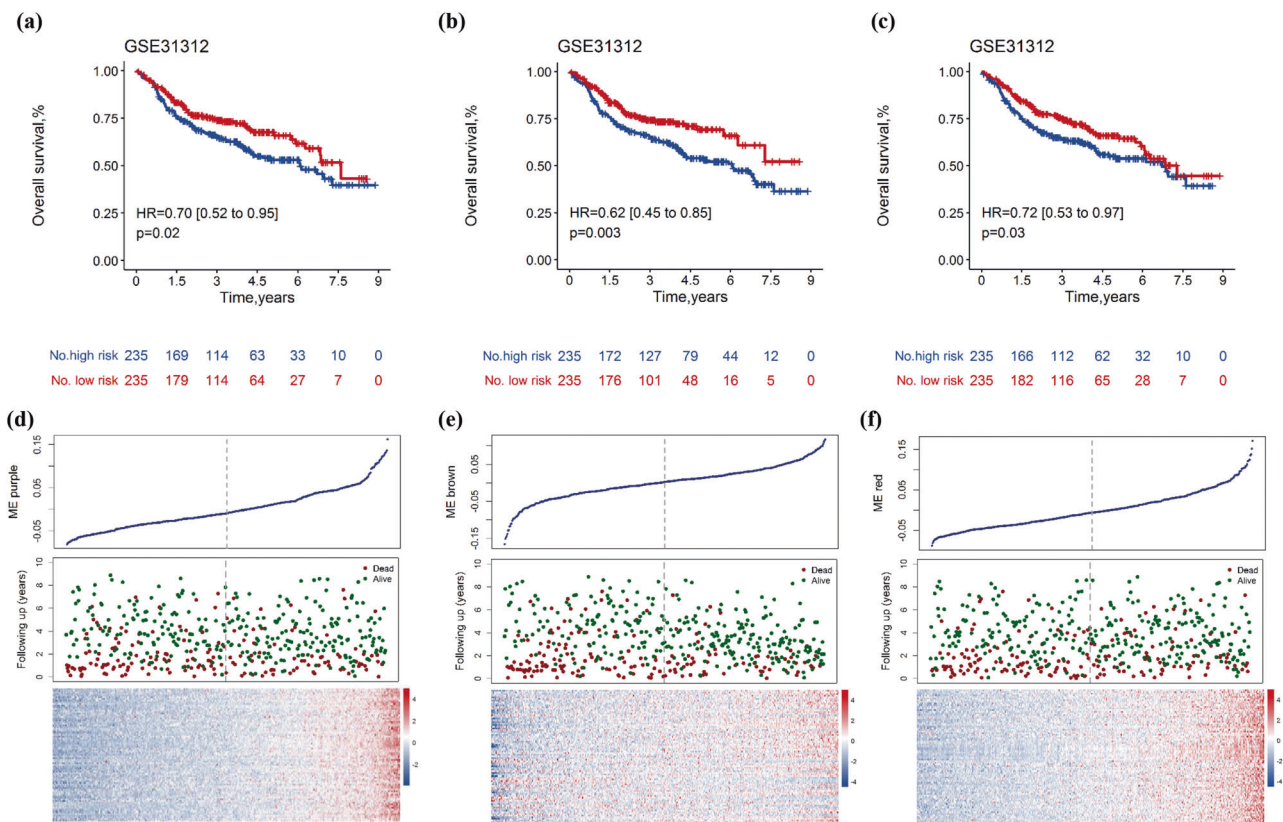 (a)
GSE31312
Overall survival,%
1.00
0.75
0.50
0.25
0.00
HR=0.70 [0.52 to 0.95]
p=0.02
0 1.5 3 4.5 6 7.5 9
Time,years
No.high risk 235 169 114 63 33 10 0
No. low risk 235 179 114 64 27 7 0
(b)
GSE31312
Overall survival,%
1.00
0.75
0.50
0.25
0.00
HR=0.62 [0.45 to 0.85]
p=0.003
0 1.5 3 4.5 6 7.5 9
Time,years
No.high risk 235 172 127 79 44 12 0
No. low risk 235 176 101 48 16 5 0
(c)
GSE31312
Overall survival,%
1.00
0.75
0.50
0.25
0.00
HR=0.72 [0.53 to 0.97]
p=0.03
0 1.5 3 4.5 6 7.5 9
Time,years
No.high risk 235 166 112 62 32 10 0
No. low risk 235 182 116 65 28 7 0
(d)
ME purple
0.15
0.05
-0.05
Following up (years)
10
8
6
4
2
0
Dead
Alive
4
2
0
-2
-4
(e)
ME brown
0.05
-0.05
-0.15
Following up (years)
10
8
6
4
2
0
Dead
Alive
4
2
0
-2
-4
(f)
ME red
0.15
0.05
-0.05
Following up (years)
10
8
6
4
2
0
Dead
Alive
4
2
0
-2
-4